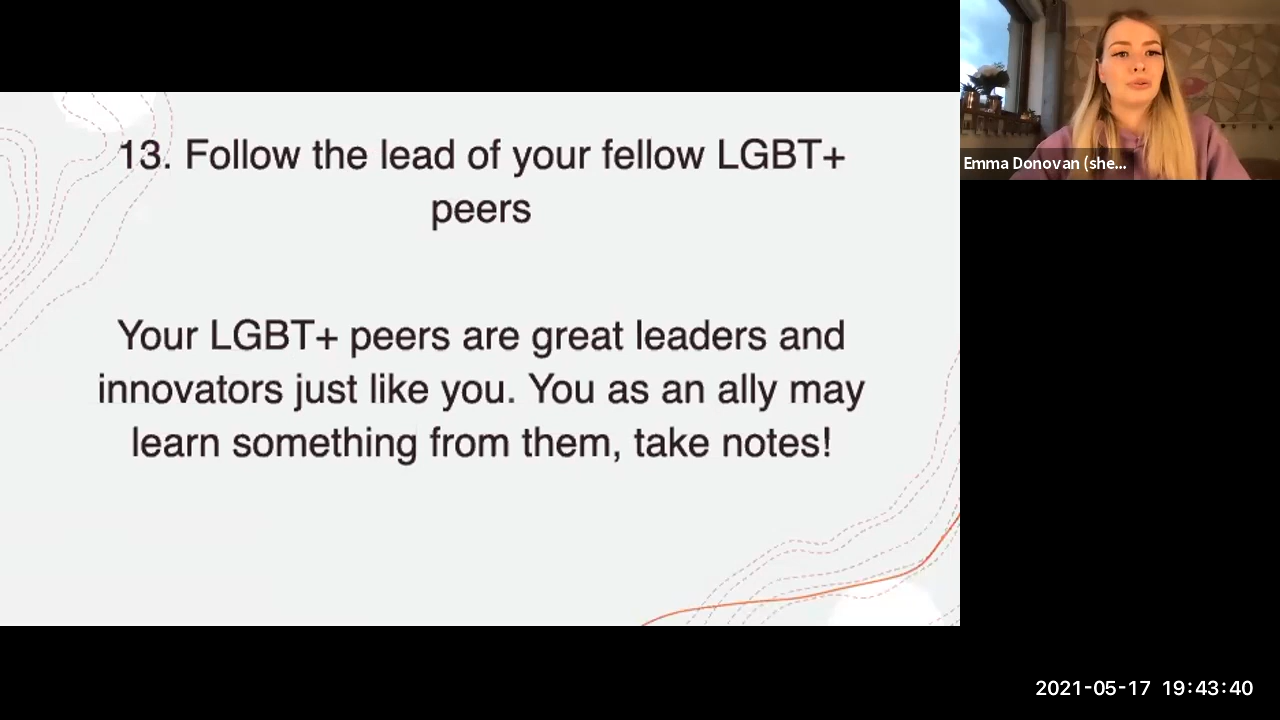 13. Follow the lead of your fellow LGBT+
peers
Your LGBT+ peers are great leaders and
innovators just like you. You as an ally may
learn something from them, take notes!
Emma Donovan (she...
2021-05-17 19:43:40